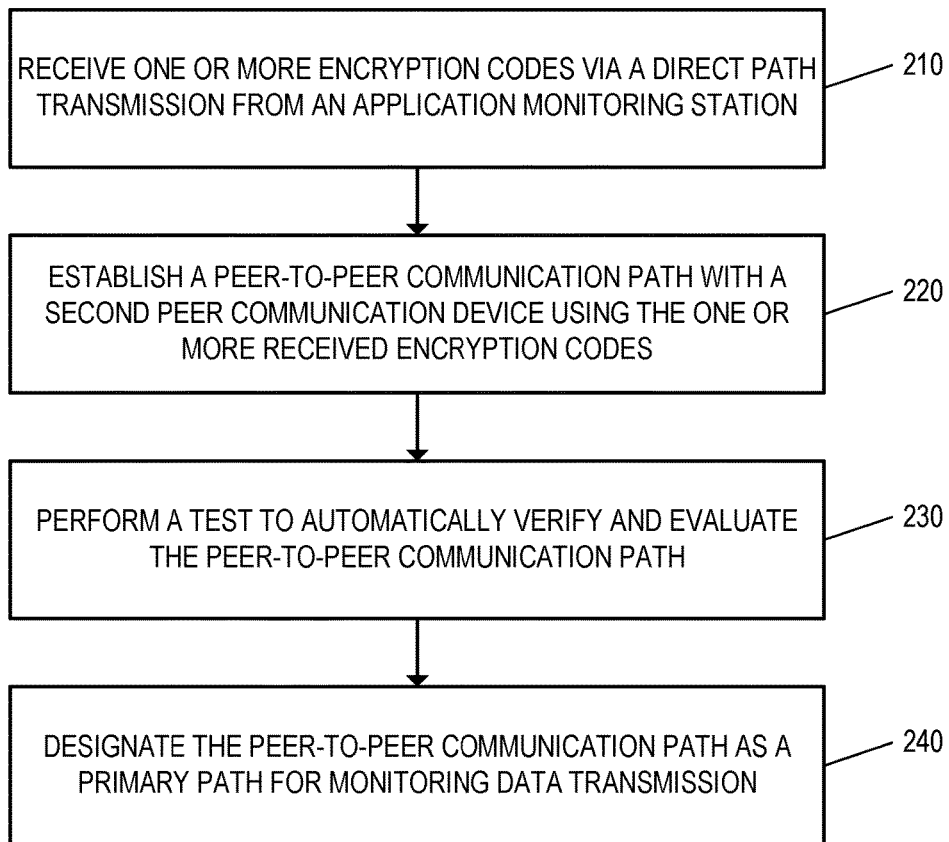 RECEIVE ONE OR MORE ENCRYPTION CODES VIA A DIRECT PATH
TRANSMISSION FROM AN APPLICATION MONITORING STATION
210
ESTABLISH A PEER-TO-PEER COMMUNICATION PATH WITH A
SECOND PEER COMMUNICATION DEVICE USING THE ONE OR
MORE RECEIVED ENCRYPTION CODES
220
PERFORM A TEST TO AUTOMATICALLY VERIFY AND EVALUATE
THE PEER-TO-PEER COMMUNICATION PATH
230
DESIGNATE THE PEER-TO-PEER COMMUNICATION PATH AS A
PRIMARY PATH FOR MONITORING DATA TRANSMISSION
240